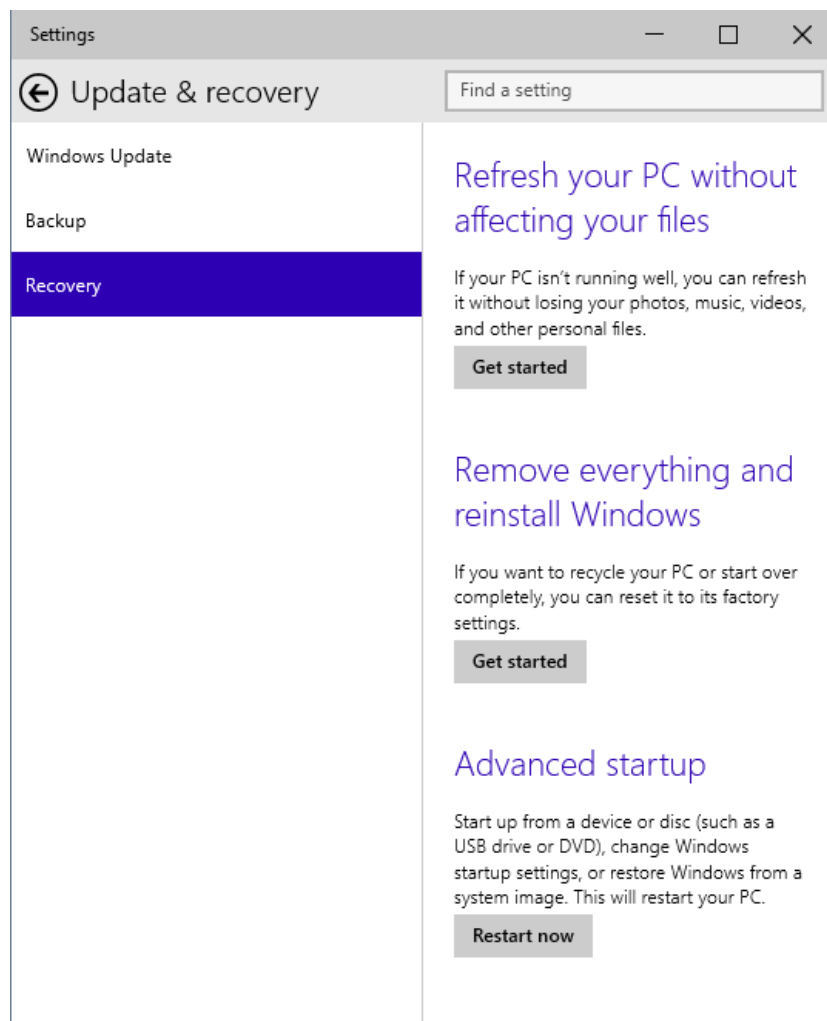 Settings
Update & recovery
Find a setting
Windows Update
Backup
Recovery
Refresh your PC without
affecting your files
If your PC isn't running well, you can refresh
it without losing your photos, music, videos,
and other personal files.
Get started
Remove everything and
reinstall Windows
If you want to recycle your PC or start over
completely, you can reset it to its factory
settings.
Get started
Advanced startup
Start up from a device or disc (such as a
USB drive or DVD), change Windows
startup settings, or restore Windows from a
system image. This will restart your PC.
Restart now